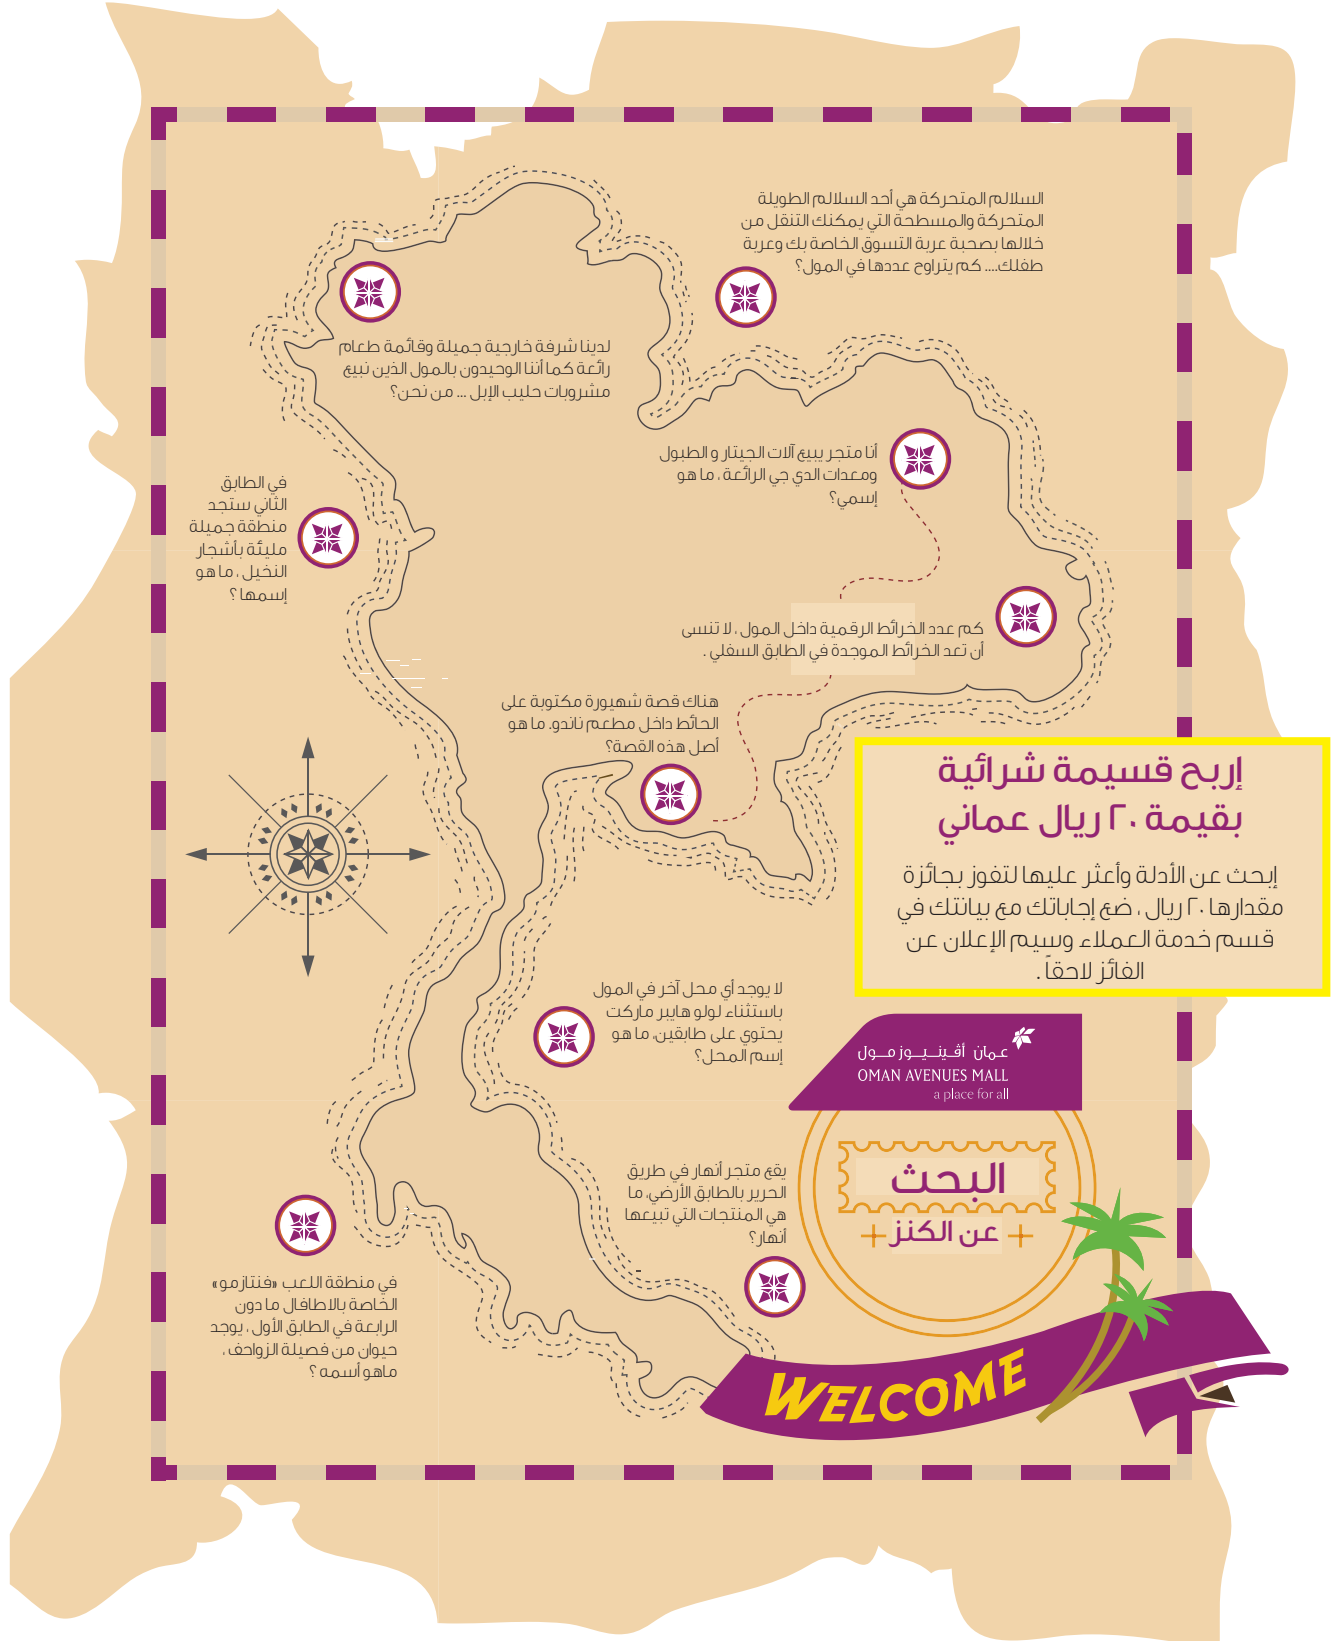 السلالم المتحركة هي أحد السلالم الطويلة
المتحركة والمسطحة التي يمكنك التنقل من
خلالها بصحبة عربة التسوق الخاصة بك وعربة
طفلك.... كم يتراوح عددها في المول؟
لدينا شرفة خارجية جميلة وقائمة طعام
رائعة كما أننا الوحيدون بالمول الذين نبيع
مشروبات حليب الإبل ... من نحن؟
أنا متجر يبيع آلات الجيتار و الطبول
ومعدات الدي جي الرائعة ، ما هو
إسمي؟
في الطابق
الثاني ستجد
منطقة جميلة
مليئة بأشجار
النخيل ، ما هو
إسمها ؟
كم عدد الخرائط الرقمية داخل المول ، لا تنسى
أن تعد الخرائط الموجدة في الطابق السفلي .
هناك قصة شهيورة مكتوبة على
الحائط داخل مطعم ناندو. ما هو
أصل هذه القصة؟
إربح قسيمة شرائية
بقيمة ٢٠ ريال عماني
إبحث عن الأدلة وأعثر عليها لتفوز بجائزة
مقدارها ٢٠ ريال ، ضع إجاباتك مع بيانتك في
قسم خدمة العملاء وسيم الإعلان عن
الفائز لاحقاً .
لا يوجد أي محل آخر في المول
باستثناء لولو هايبر ماركت
يحتوي على طابقين، ما هو
إسم المحل؟
عمان أڤـينـيـوز مـول
OMAN AVENUES MALL
a place for all
البحث
عن الكنز
يقع متجر أنهار في طريق
الحرير بالطابق الأرضي، ما
هي المنتجات التي تبيعها
أنهار؟
في منطقة اللعب «فنتازمو»
الخاصة بالاطافال ما دون
الرابعة في الطابق الأول ، يوجد
حيوان من فصيلة الزواحف ،
ماهو أسمه ؟
WELCOME